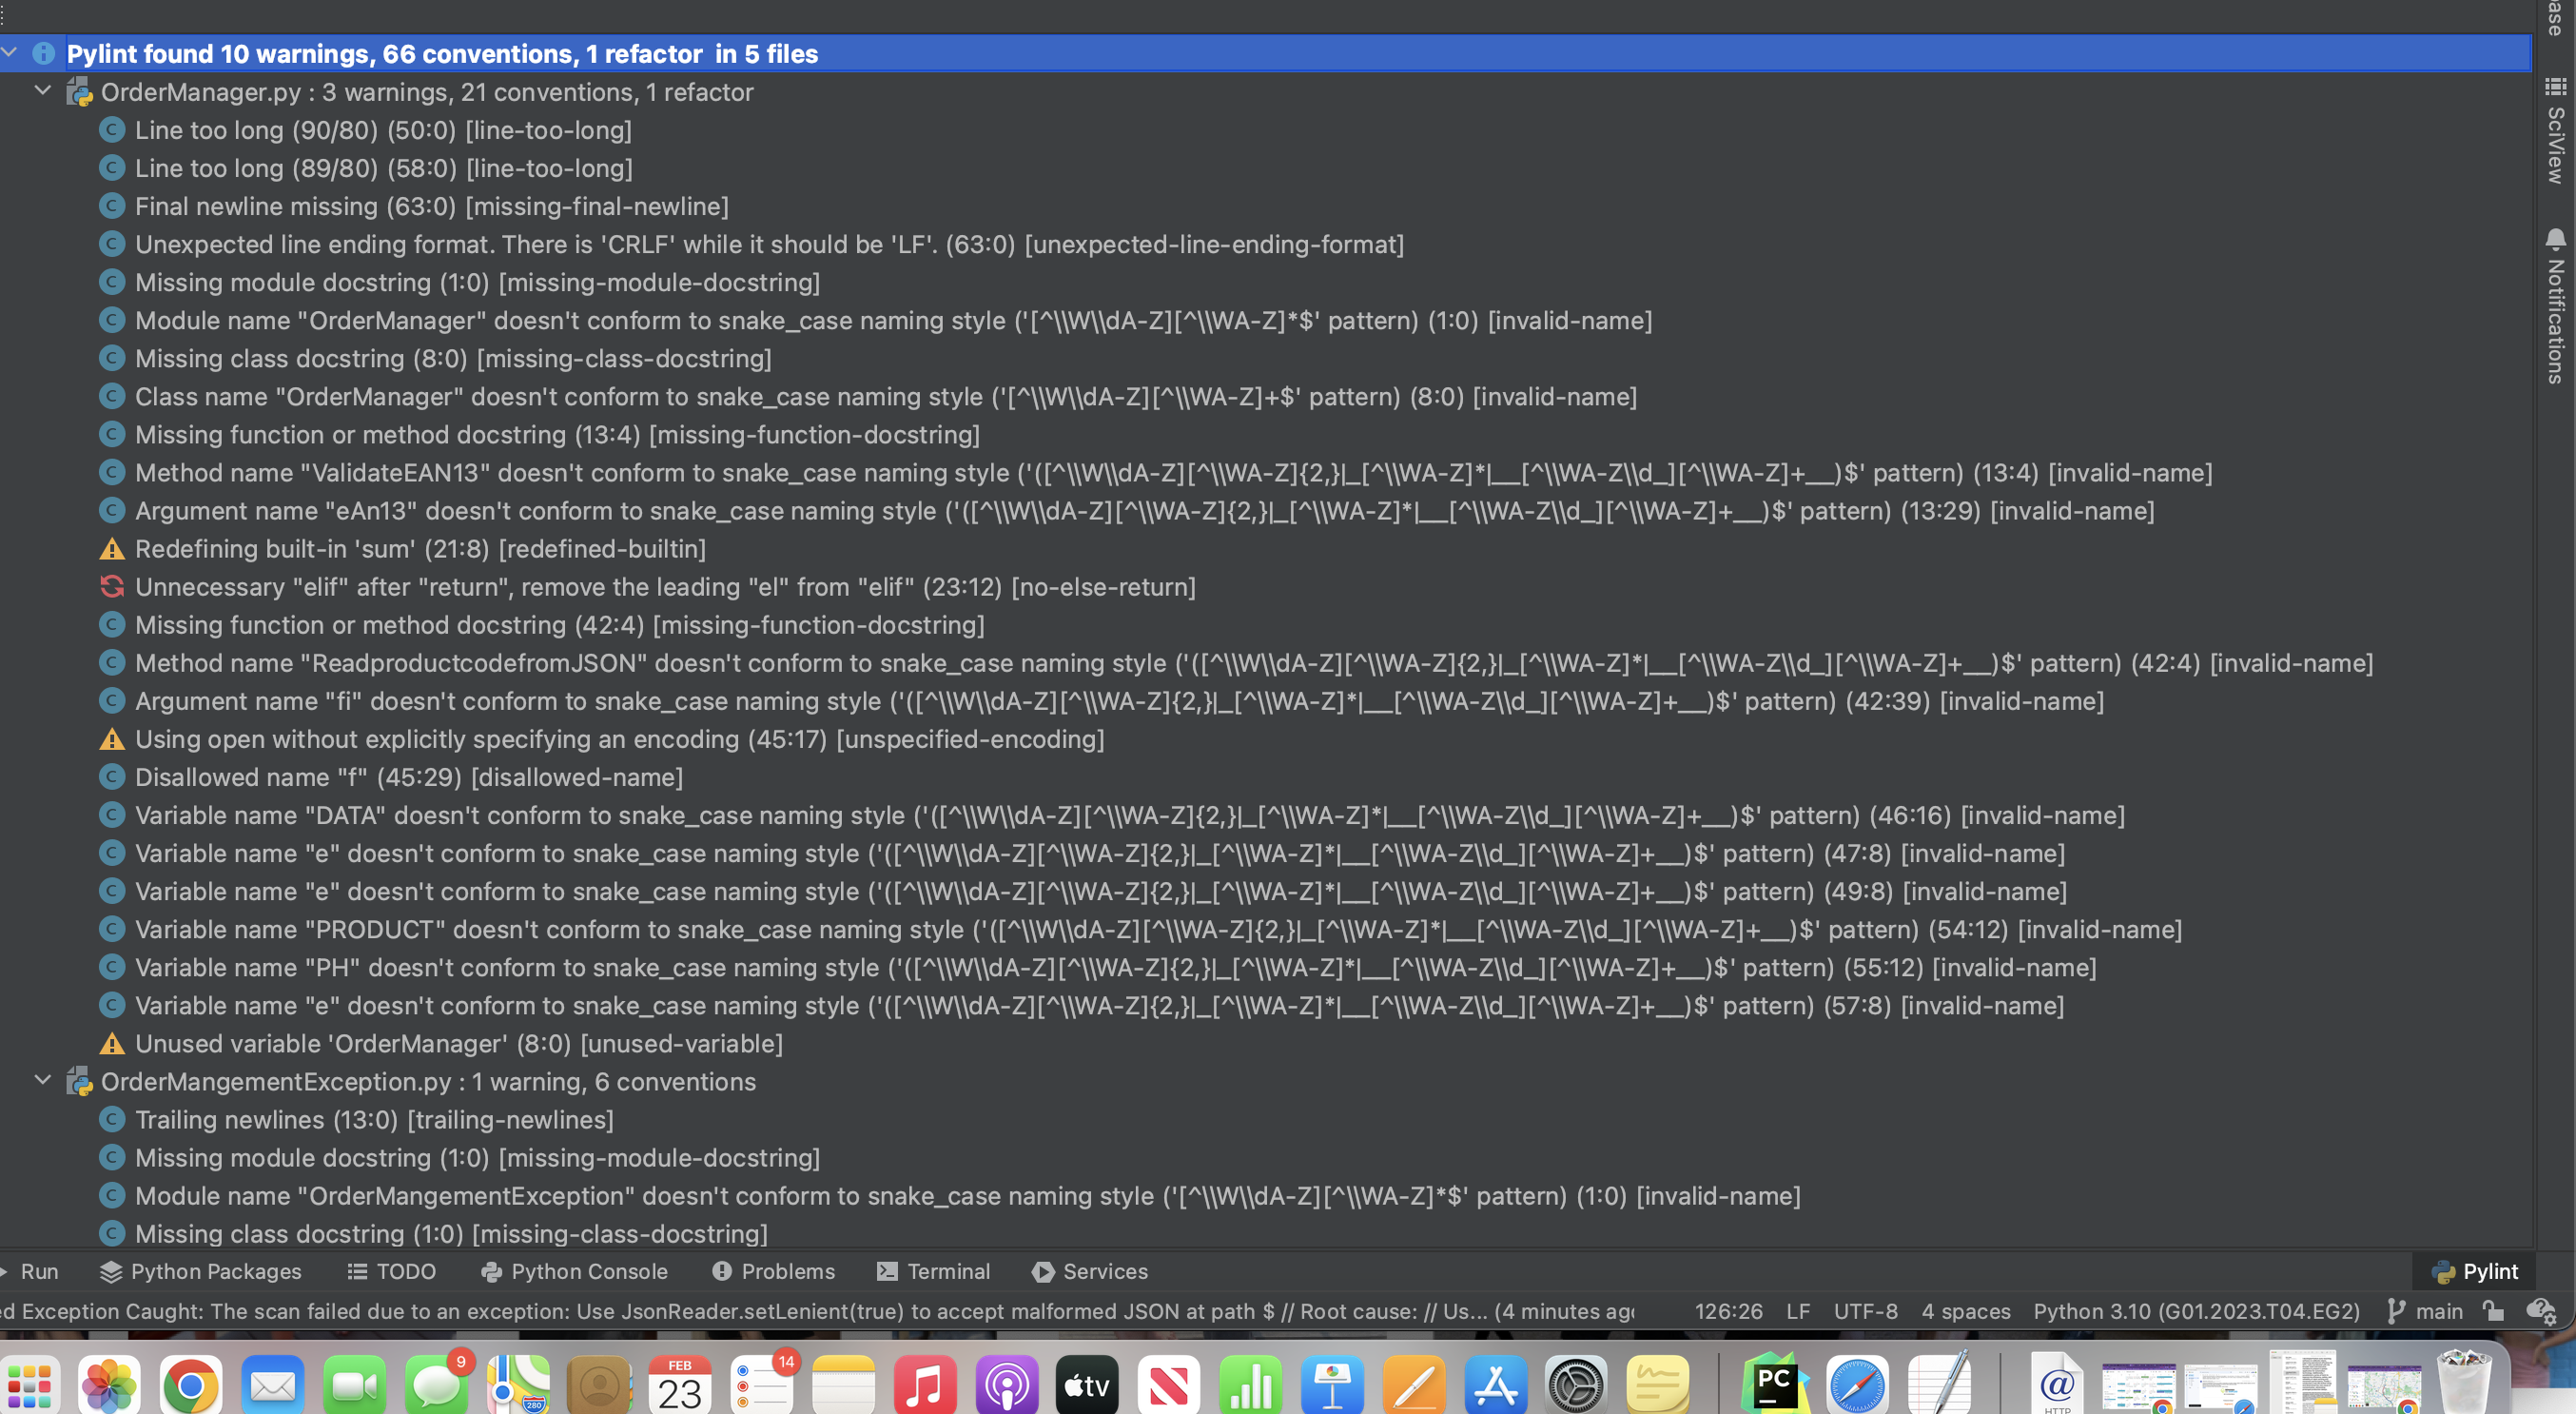 Pylint found 10 warnings, 66 conventions, 1 refactor in 5 files
OrderManager.py : 3 warnings, 21 conventions, 1 refactor
Line too long (90/80) (50:0) [line-too-long]
Line too long (89/80) (58:0) [line-too-long]
Final newline missing (63:0) [missing-final-newline]
Unexpected line ending format. There is 'CRLF' while it should be 'LF'. (63:0) [unexpected-line-ending-format]
Missing module docstring (1:0) [missing-module-docstring]
Module name "OrderManager" doesn't conform to snake_case naming style ('[^\\W\\dA-Z][^\\WA-Z]*$' pattern) (1:0) [invalid-name]
Missing class docstring (8:0) [missing-class-docstring]
Class name "OrderManager" doesn't conform to snake_case naming style ('[^\\W\\dA-Z][^\\WA-Z]+$' pattern) (8:0) [invalid-name]
Missing function or method docstring (13:4) [missing-function-docstring]
Method name "ValidateEAN13" doesn't conform to snake_case naming style ('([^\\W\\dA-Z][^\\WA-Z]{2,}|_[^\\WA-Z]*|__[^\\WA-Z\\d_][^\\WA-Z]+__)$' pattern) (13:4) [invalid-name]
Argument name "eAn13" doesn't conform to snake_case naming style ('([^\\W\\dA-Z][^\\WA-Z]{2,}|_[^\\WA-Z]*|__[^\\WA-Z\\d_][^\\WA-Z]+__)$' pattern) (13:29) [invalid-name]
Redefining built-in 'sum' (21:8) [redefined-builtin]
Unnecessary "elif" after "return", remove the leading "el" from "elif" (23:12) [no-else-return]
Missing function or method docstring (42:4) [missing-function-docstring]
Method name "ReadproductcodefromJSON" doesn't conform to snake_case naming style ('([^\\W\\dA-Z][^\\WA-Z]{2,}|_[^\\WA-Z]*|__[^\\WA-Z\\d_][^\\WA-Z]+__)$' pattern) (42:4) [invalid-name]
Argument name "fi" doesn't conform to snake_case naming style ('([^\\W\\dA-Z][^\\WA-Z]{2,}|_[^\\WA-Z]*|__[^\\WA-Z\\d_][^\\WA-Z]+__)$' pattern) (42:39) [invalid-name]
Using open without explicitly specifying an encoding (45:17) [unspecified-encoding]
Disallowed name "f" (45:29) [disallowed-name]
Variable name "DATA" doesn't conform to snake_case naming style ('([^\\W\\dA-Z][^\\WA-Z]{2,}|_[^\\WA-Z]*|__[^\\WA-Z\\d_][^\\WA-Z]+__)$' pattern) (46:16) [invalid-name]
Variable name "e" doesn't conform to snake_case naming style ('([^\\W\\dA-Z][^\\WA-Z]{2,}|_[^\\WA-Z]*|__[^\\WA-Z\\d_][^\\WA-Z]+__)$' pattern) (47:8) [invalid-name]
Variable name "e" doesn't conform to snake_case naming style ('([^\\W\\dA-Z][^\\WA-Z]{2,}|_[^\\WA-Z]*|__[^\\WA-Z\\d_][^\\WA-Z]+__)$' pattern) (49:8) [invalid-name]
Variable name "PRODUCT" doesn't conform to snake_case naming style ('([^\\W\\dA-Z][^\\WA-Z]{2,}|_[^\\WA-Z]*|__[^\\WA-Z\\d_][^\\WA-Z]+__)$' pattern) (54:12) [invalid-name]
Variable name "PH" doesn't conform to snake_case naming style ('([^\\W\\dA-Z][^\\WA-Z]{2,}|_[^\\WA-Z]*|__[^\\WA-Z\\d_][^\\WA-Z]+__)$' pattern) (55:12) [invalid-name]
Variable name "e" doesn't conform to snake_case naming style ('([^\\W\\dA-Z][^\\WA-Z]{2,}|_[^\\WA-Z]*|__[^\\WA-Z\\d_][^\\WA-Z]+__)$' pattern) (57:8) [invalid-name]
Unused variable 'OrderManager' (8:0) [unused-variable]
OrderMangementException.py : 1 warning, 6 conventions
Trailing newlines (13:0) [trailing-newlines]
Missing module docstring (1:0) [missing-module-docstring]
Module name "OrderMangementException" doesn't conform to snake_case naming style ('[^\\W\\dA-Z][^\\WA-Z]*$' pattern) (1:0) [invalid-name]
Missing class docstring (1:0) [missing-class-docstring]
base
SciView
Notifications
Run Python Packages TODO Python Console Problems Terminal Services Pylint
ed Exception Caught: The scan failed due to an exception: Use JsonReader.setLenient(true) to accept malformed JSON at path $ // Root cause: // Us... (4 minutes ago 126:26 LF UTF-8 4 spaces Python 3.10 (G01.2023.T04.EG2) main
9
280
FEB
23
14
tv
PC
@
HTTP